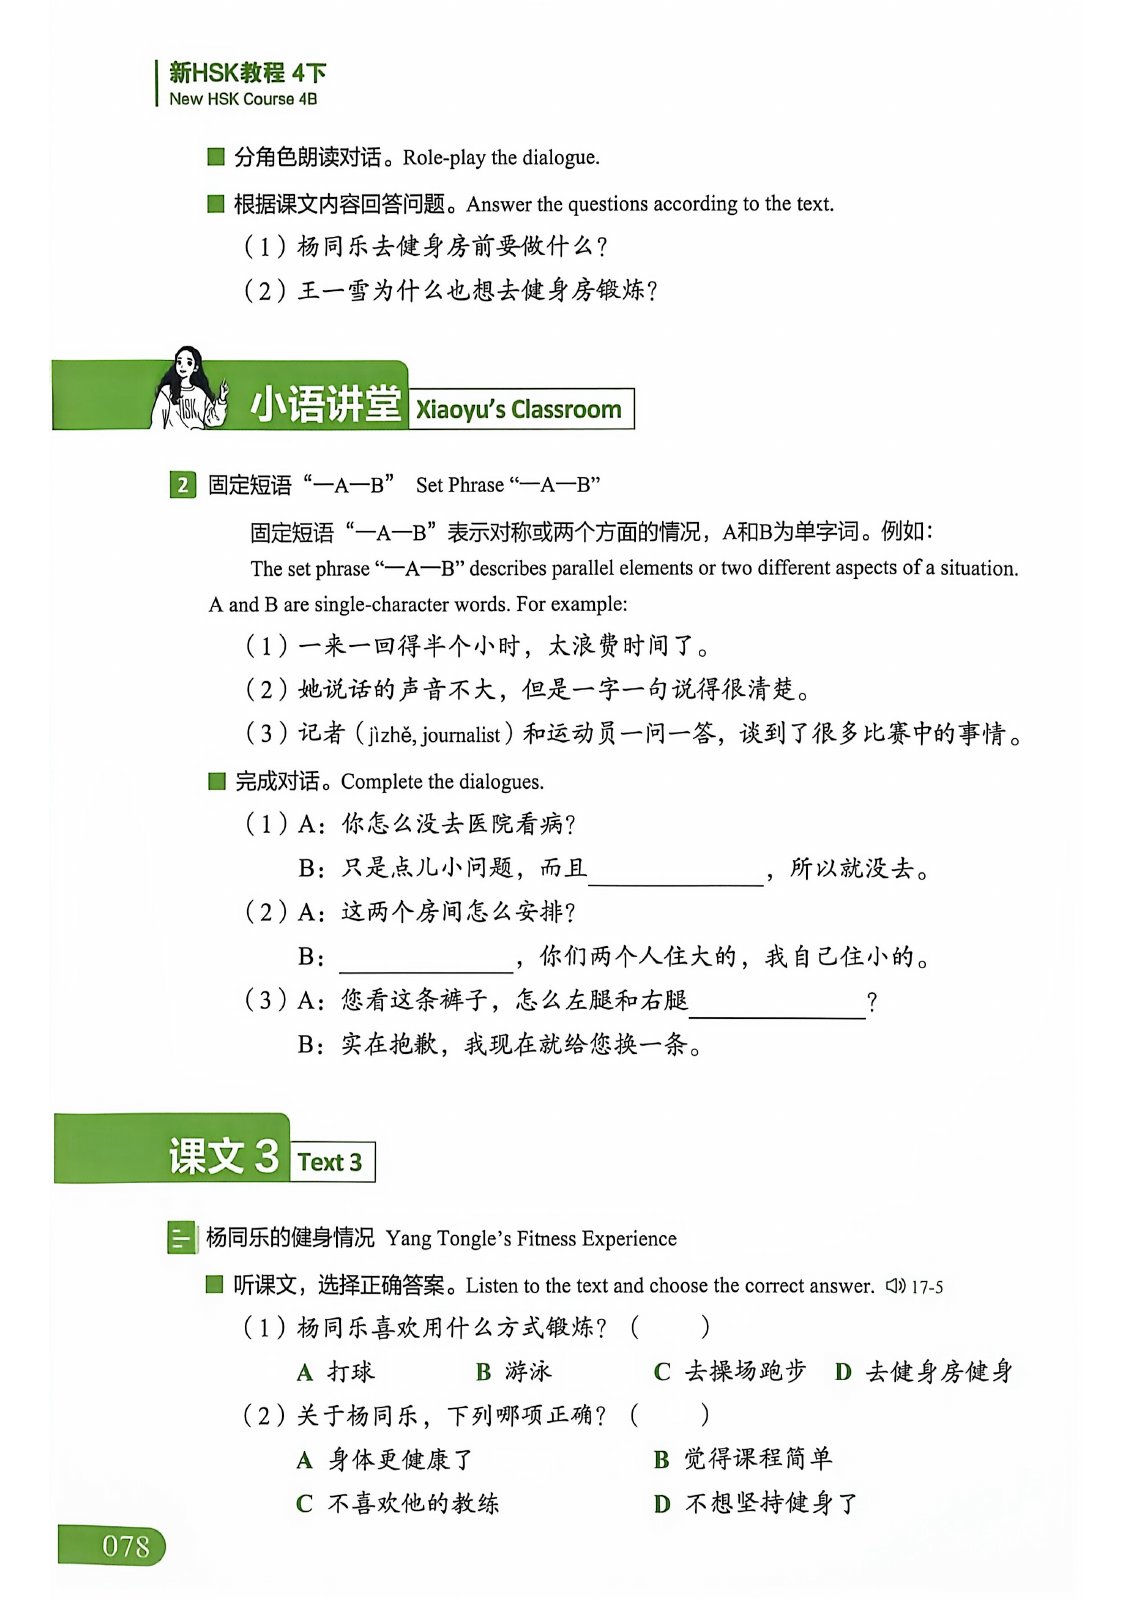 新HSK教程 4下
New HSK Course 4B
分角色朗读对话。Role-play the dialogue.
根据课文内容回答问题。Answer the questions according to the text.
（1）杨同乐去健身房前要做什么？
（2）王一雪为什么也想去健身房锻炼？
小语讲堂 Xiaoyu’s Classroom
2 固定短语“一A一B” Set Phrase “一A一B”
固定短语“一A一B”表示对称或两个方面的情况，A和B为单字词。例如：
The set phrase “一A一B” describes parallel elements or two different aspects of a situation.
A and B are single-character words. For example:
（1）一来一回得半个小时，太浪费时间了。
（2）她说话的声音不大，但是一字一句说得很清楚。
（3）记者（jìzhě, journalist）和运动员一问一答，谈到了很多比赛中的事情。
完成对话。Complete the dialogues.
（1）A：你怎么没去医院看病？
B：只是点儿小问题，而且＿＿＿＿＿＿＿，所以就没去。
（2）A：这两个房间怎么安排？
B：＿＿＿＿＿＿＿，你们两个人住大的，我自己住小的。
（3）A：您看这条裤子，怎么左腿和右腿＿＿＿＿＿＿＿？
B：实在抱歉，我现在就给您换一条。
课文 3 Text 3
杨同乐的健身情况 Yang Tongle’s Fitness Experience
听课文，选择正确答案。Listen to the text and choose the correct answer. 17-5
（1）杨同乐喜欢用什么方式锻炼？（　　）
A 打球 B 游泳 C 去操场跑步 D 去健身房健身
（2）关于杨同乐，下列哪项正确？（　　）
A 身体更健康了 B 觉得课程简单
C 不喜欢他的教练 D 不想坚持健身了
078